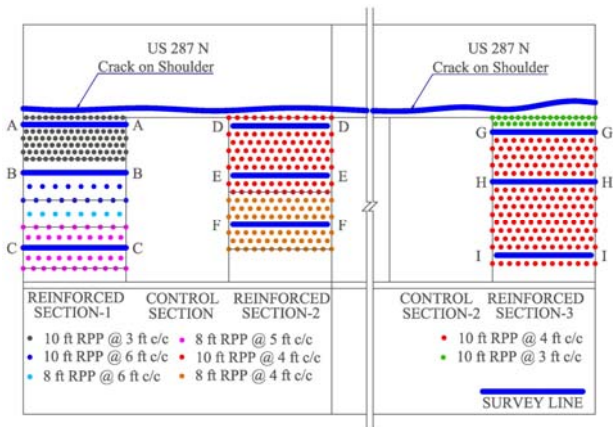 US 287 N
Crack on Shoulder
US 287 N
Crack on Shoulder
A A
D D
G G
B B
E E
H H
C C
F F
I I
REINFORCED SECTION-1
CONTROL SECTION
REINFORCED SECTION-2
CONTROL SECTION-2
REINFORCED SECTION-3
10 ft RPP @ 3 ft c/c
10 ft RPP @ 6 ft c/c
8 ft RPP @ 6 ft c/c
8 ft RPP @ 5 ft c/c
10 ft RPP @ 4 ft c/c
8 ft RPP @ 4 ft c/c
10 ft RPP @ 4 ft c/c
10 ft RPP @ 3 ft c/c
SURVEY LINE